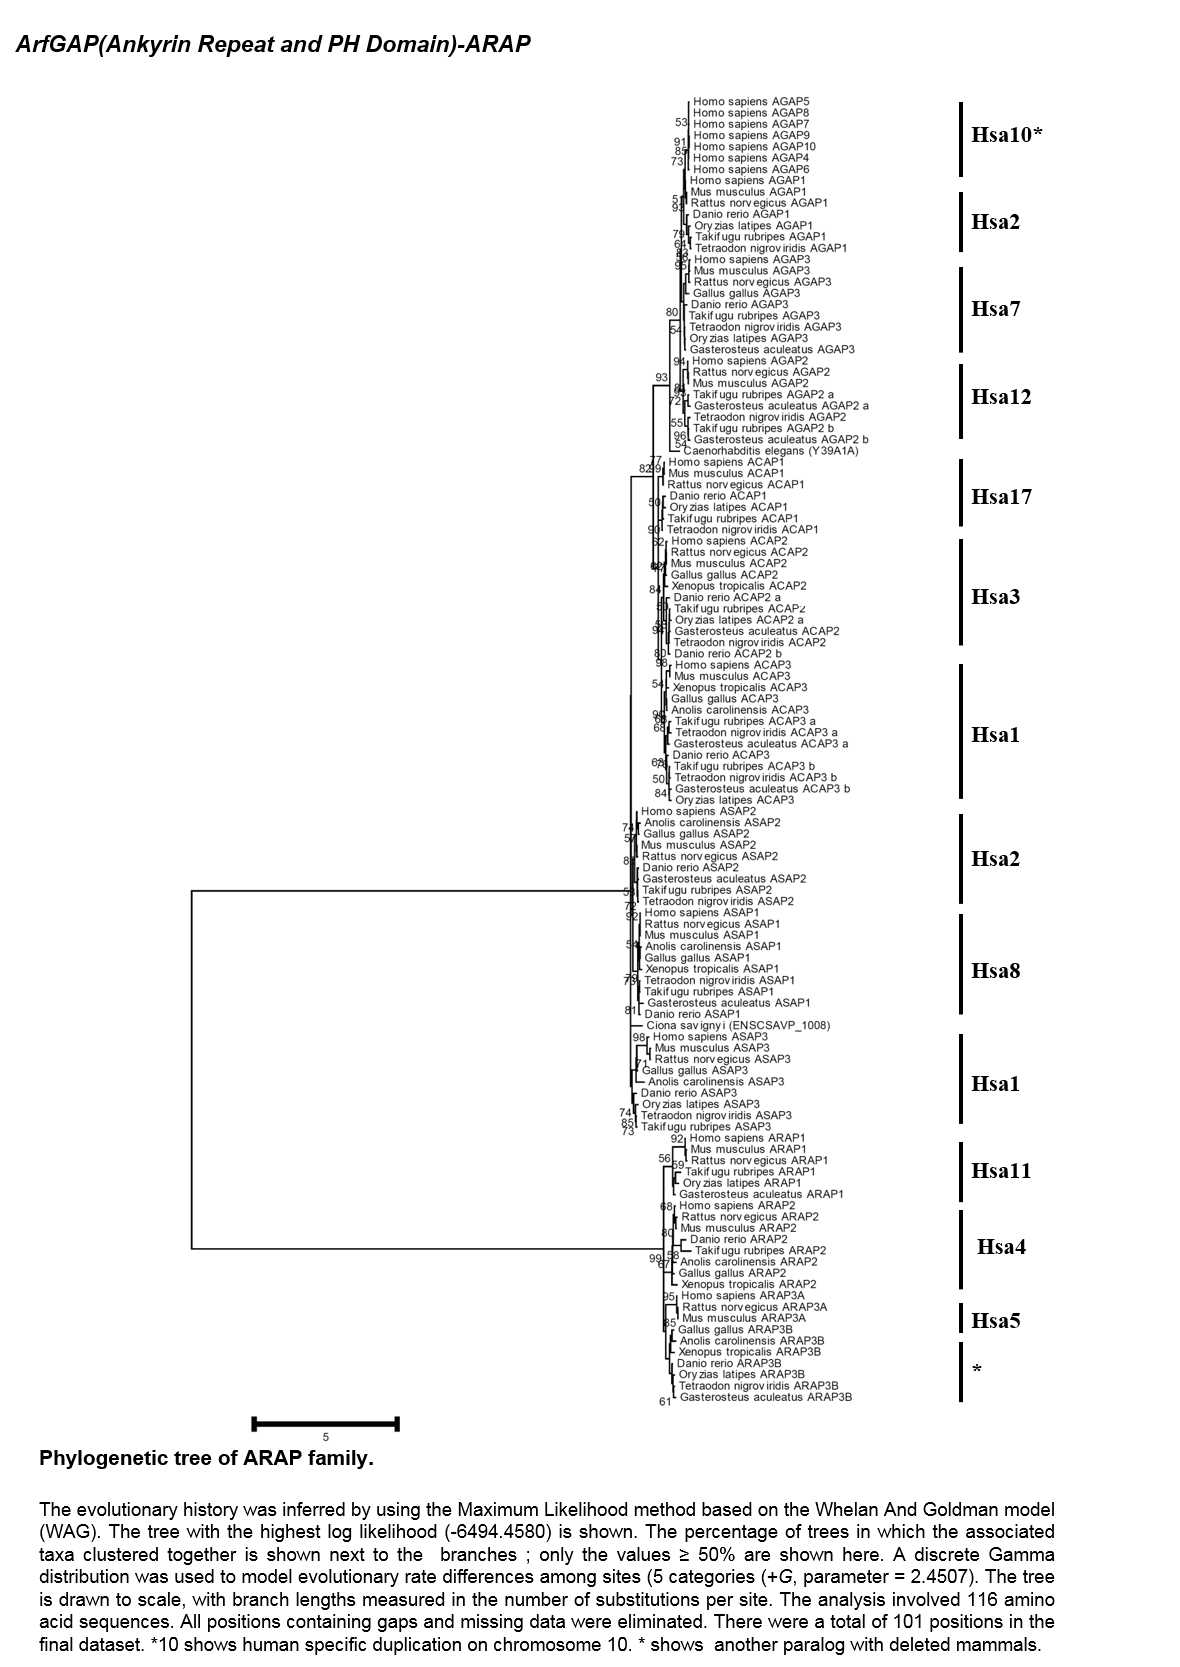 ArfGAP(Ankyrin Repeat and PH Domain)-ARAP
Homo sapiens AGAP5
Homo sapiens AGAP8
Homo sapiens AGAP7
Homo sapiens AGAP9
Homo sapiens AGAP10
Homo sapiens AGAP4
Homo sapiens AGAP6
Hsa10*
Homo sapiens AGAP1
Mus musculus AGAP1
Rattus norvegicus AGAP1
Danio rerio AGAP1
Oryzias latipes AGAP1
Takifugu rubripes AGAP1
Tetraodon nigroviridis AGAP1
Hsa2
Homo sapiens AGAP3
Mus musculus AGAP3
Rattus norvegicus AGAP3
Gallus gallus AGAP3
Danio rerio AGAP3
Takifugu rubripes AGAP3
Tetraodon nigroviridis AGAP3
Oryzias latipes AGAP3
Gasterosteus aculeatus AGAP3
Hsa7
Homo sapiens AGAP2
Rattus norvegicus AGAP2
Mus musculus AGAP2
Takifugu rubripes AGAP2 a
Gasterosteus aculeatus AGAP2 a
Tetraodon nigroviridis AGAP2
Takifugu rubripes AGAP2 b
Gasterosteus aculeatus AGAP2 b
Hsa12
Caenorhabditis elegans (Y39A1A)
Homo sapiens ACAP1
Mus musculus ACAP1
Rattus norvegicus ACAP1
Danio rerio ACAP1
Oryzias latipes ACAP1
Takifugu rubripes ACAP1
Tetraodon nigroviridis ACAP1
Hsa17
Homo sapiens ACAP2
Rattus norvegicus ACAP2
Mus musculus ACAP2
Gallus gallus ACAP2
Xenopus tropicalis ACAP2
Danio rerio ACAP2 a
Takifugu rubripes ACAP2
Oryzias latipes ACAP2 a
Gasterosteus aculeatus ACAP2
Tetraodon nigroviridis ACAP2
Danio rerio ACAP2 b
Hsa3
Homo sapiens ACAP3
Mus musculus ACAP3
Xenopus tropicalis ACAP3
Gallus gallus ACAP3
Anolis carolinensis ACAP3
Takifugu rubripes ACAP3 a
Tetraodon nigroviridis ACAP3 a
Gasterosteus aculeatus ACAP3 a
Danio rerio ACAP3
Takifugu rubripes ACAP3 b
Tetraodon nigroviridis ACAP3 b
Gasterosteus aculeatus ACAP3 b
Oryzias latipes ACAP3
Hsa1
Homo sapiens ASAP2
Anolis carolinensis ASAP2
Gallus gallus ASAP2
Mus musculus ASAP2
Rattus norvegicus ASAP2
Danio rerio ASAP2
Gasterosteus aculeatus ASAP2
Takifugu rubripes ASAP2
Tetraodon nigroviridis ASAP2
Hsa2
Homo sapiens ASAP1
Rattus norvegicus ASAP1
Mus musculus ASAP1
Anolis carolinensis ASAP1
Gallus gallus ASAP1
Xenopus tropicalis ASAP1
Tetraodon nigroviridis ASAP1
Takifugu rubripes ASAP1
Gasterosteus aculeatus ASAP1
Danio rerio ASAP1
Hsa8
Ciona savignyi (ENSCSAVP_1008)
Homo sapiens ASAP3
Mus musculus ASAP3
Rattus norvegicus ASAP3
Gallus gallus ASAP3
Anolis carolinensis ASAP3
Danio rerio ASAP3
Oryzias latipes ASAP3
Tetraodon nigroviridis ASAP3
Takifugu rubripes ASAP3
Hsa1
Homo sapiens ARAP1
Mus musculus ARAP1
Rattus norvegicus ARAP1
Takifugu rubripes ARAP1
Oryzias latipes ARAP1
Gasterosteus aculeatus ARAP1
Hsa11
Homo sapiens ARAP2
Rattus norvegicus ARAP2
Mus musculus ARAP2
Danio rerio ARAP2
Takifugu rubripes ARAP2
Anolis carolinensis ARAP2
Gallus gallus ARAP2
Xenopus tropicalis ARAP2
Hsa4
Homo sapiens ARAP3A
Rattus norvegicus ARAP3A
Mus musculus ARAP3A
Hsa5
Gallus gallus ARAP3B
Anolis carolinensis ARAP3B
Xenopus tropicalis ARAP3B
Danio rerio ARAP3B
Oryzias latipes ARAP3B
Tetraodon nigroviridis ARAP3B
Gasterosteus aculeatus ARAP3B
*
53
91
73
80
54
94
93
55
96
82
84
54
50
84
92
81
98
74
73
92
56
59
68
99
95
61
5
Phylogenetic tree of ARAP family.
The evolutionary history was inferred by using the Maximum Likelihood method based on the Whelan And Goldman model
(WAG). The tree with the highest log likelihood (-6494.4580) is shown. The percentage of trees in which the associated
taxa clustered together is shown next to the branches ; only the values ≥ 50% are shown here. A discrete Gamma
distribution was used to model evolutionary rate differences among sites (5 categories (+G, parameter = 2.4507). The tree
is drawn to scale, with branch lengths measured in the number of substitutions per site. The analysis involved 116 amino
acid sequences. All positions containing gaps and missing data were eliminated. There were a total of 101 positions in the
final dataset. *10 shows human specific duplication on chromosome 10. * shows another paralog with deleted mammals.